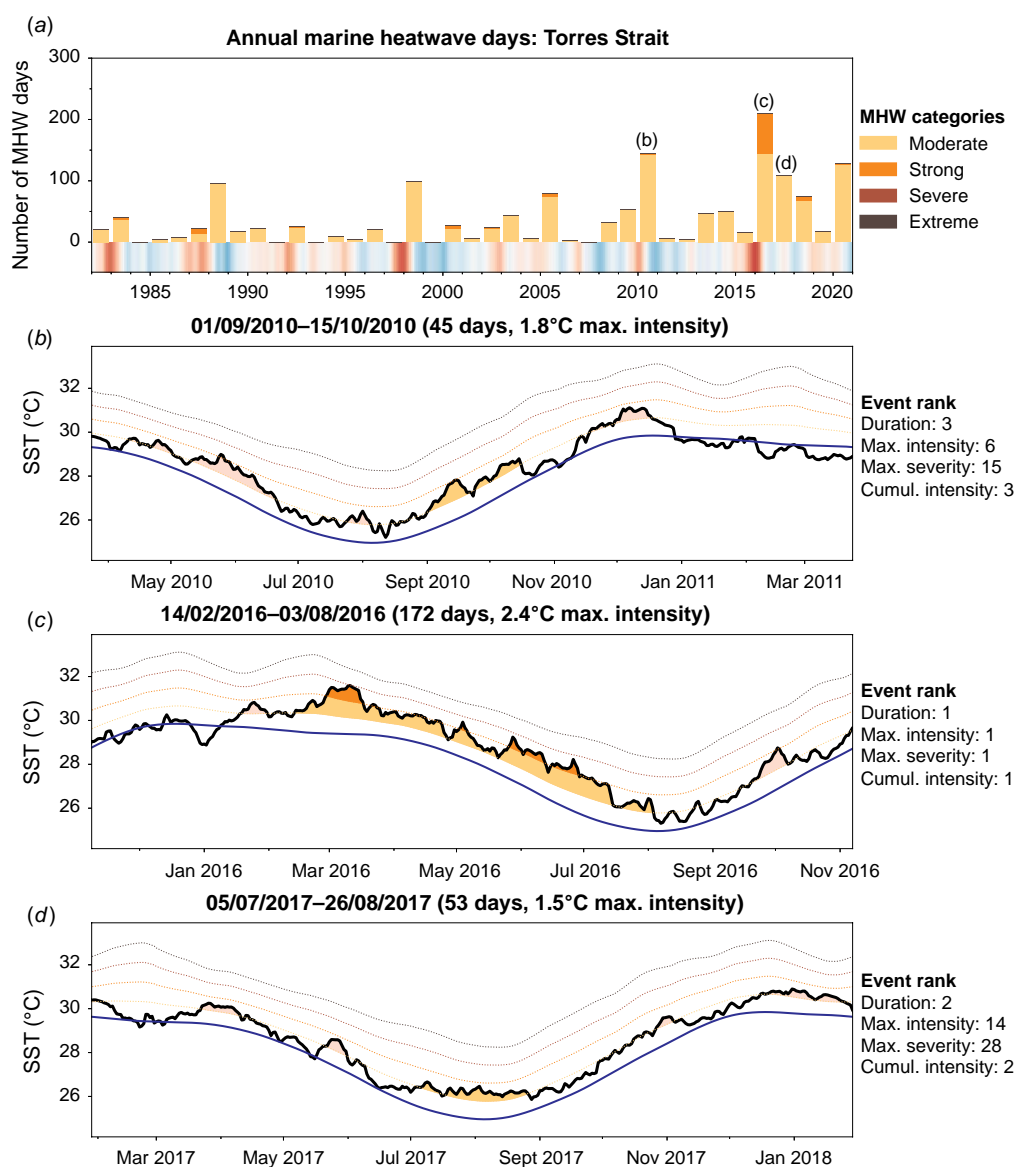 (a)
Annual marine heatwave days: Torres Strait
Number of MHW days
300
200
100
0
(b)
(c)
(d)
1985 1990 1995 2000 2005 2010 2015 2020
MHW categories
Moderate
Strong
Severe
Extreme
(b)
01/09/2010–15/10/2010 (45 days, 1.8°C max. intensity)
SST (°C)
32
30
28
26
May 2010 Jul 2010 Sept 2010 Nov 2010 Jan 2011 Mar 2011
Event rank
Duration: 3
Max. intensity: 6
Max. severity: 15
Cumul. intensity: 3
(c)
14/02/2016–03/08/2016 (172 days, 2.4°C max. intensity)
SST (°C)
32
30
28
26
Jan 2016 Mar 2016 May 2016 Jul 2016 Sept 2016 Nov 2016
Event rank
Duration: 1
Max. intensity: 1
Max. severity: 1
Cumul. intensity: 1
(d)
05/07/2017–26/08/2017 (53 days, 1.5°C max. intensity)
SST (°C)
32
30
28
26
Mar 2017 May 2017 Jul 2017 Sept 2017 Nov 2017 Jan 2018
Event rank
Duration: 2
Max. intensity: 14
Max. severity: 28
Cumul. intensity: 2